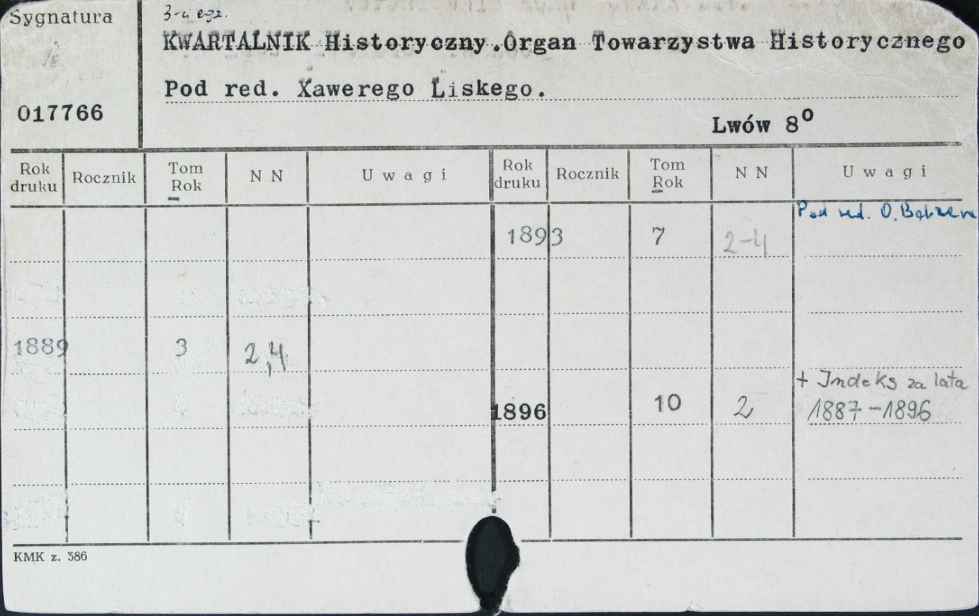 Sygnatura
3-ci egz.
KWARTALNIK Historyczny.Organ Towarzystwa Historycznego
Pod red. Xawerego Liskego.
017766
Lwów 8⁰
Rok druku Rocznik Tom Rok N N U w a g i Rok druku Rocznik Tom Rok N N U w a g i
Pod red. O.
1893 7 2-4
1889 3 2,4
+ Indeks za lata
1896 10 2 1887-1896
KMK z. 386